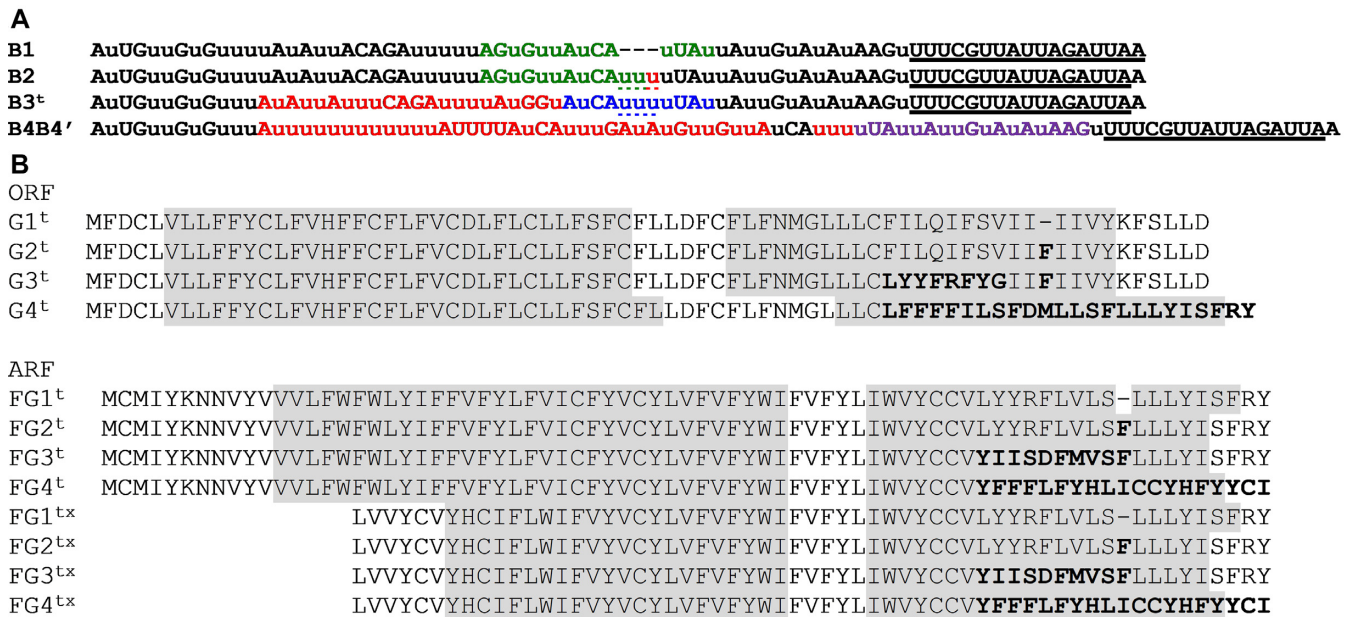 A
B1 AuUGuuGuGuuuuAuAuuACAGAuuuuuAGuGuuAuCA---uUAuuAuuGuAuAuAAGuUUUCGUUAUUAGAUUAA
B2 AuUGuuGuGuuuuAuAuuACAGAuuuuuAGuGuuAuCAuuuuUAuuAuuGuAuAuAAGuUUUCGUUAUUAGAUUAA
B3t AuUGuuGuGuuuAuAuuAuuuCAGAuuuuAuGGuAuCAuuuuUAuuAuuGuAuAuAAGuUUUCGUUAUUAGAUUAA
B4B4′ AuUGuuGuGuuuAuuuuuuuuuuuuAUUUUAuCAuuuGAuAuGuuGuuAuCAuuuuUAuuAuuGuAuAuAAGuUUUCGUUAUUAGAUUAA
B
ORF
G1t MFDCLVLLFFYCLFVHFFCFLFVCDLFLCLLFSFCFLLDFCFLFNMGLLLCFILQIFSVII-IIVYKFSLLD
G2t MFDCLVLLFFYCLFVHFFCFLFVCDLFLCLLFSFCFLLDFCFLFNMGLLLCFILQIFSVIIFIIVYKFSLLD
G3t MFDCLVLLFFYCLFVHFFCFLFVCDLFLCLLFSFCFLLDFCFLFNMGLLLCLYYFRFYGIIFIIVYKFSLLD
G4t MFDCLVLLFFYCLFVHFFCFLFVCDLFLCLLFSFCFLLDFCFLFNMGLLLCLFFFFILSFDMLLSFLLLYISFRY
ARF
FG1t MCMIYKNNVYVVVLFWFWLYIFFVFYLFVICFYVCYLVFVFYWIFVFYLIWVYCCVLYYRFLVLS-LLLYISFRY
FG2t MCMIYKNNVYVVVLFWFWLYIFFVFYLFVICFYVCYLVFVFYWIFVFYLIWVYCCVLYYRFLVLSFLLLYISFRY
FG3t MCMIYKNNVYVVVLFWFWLYIFFVFYLFVICFYVCYLVFVFYWIFVFYLIWVYCCVYIISDFMVSFLLLYISFRY
FG4t MCMIYKNNVYVVVLFWFWLYIFFVFYLFVICFYVCYLVFVFYWIFVFYLIWVYCCVYFFFLFYHLICCYHFYYCI
FG1tx LVVYCVYHCIFLWIFVYVCYLVFVFYWIFVFYLIWVYCCVLYYRFLVLS-LLLYISFRY
FG2tx LVVYCVYHCIFLWIFVYVCYLVFVFYWIFVFYLIWVYCCVLYYRFLVLSFLLLYISFRY
FG3tx LVVYCVYHCIFLWIFVYVCYLVFVFYWIFVFYLIWVYCCVYIISDFMVSFLLLYISFRY
FG4tx LVVYCVYHCIFLWIFVYVCYLVFVFYWIFVFYLIWVYCCVYFFFLFYHLICCYHFYYCI